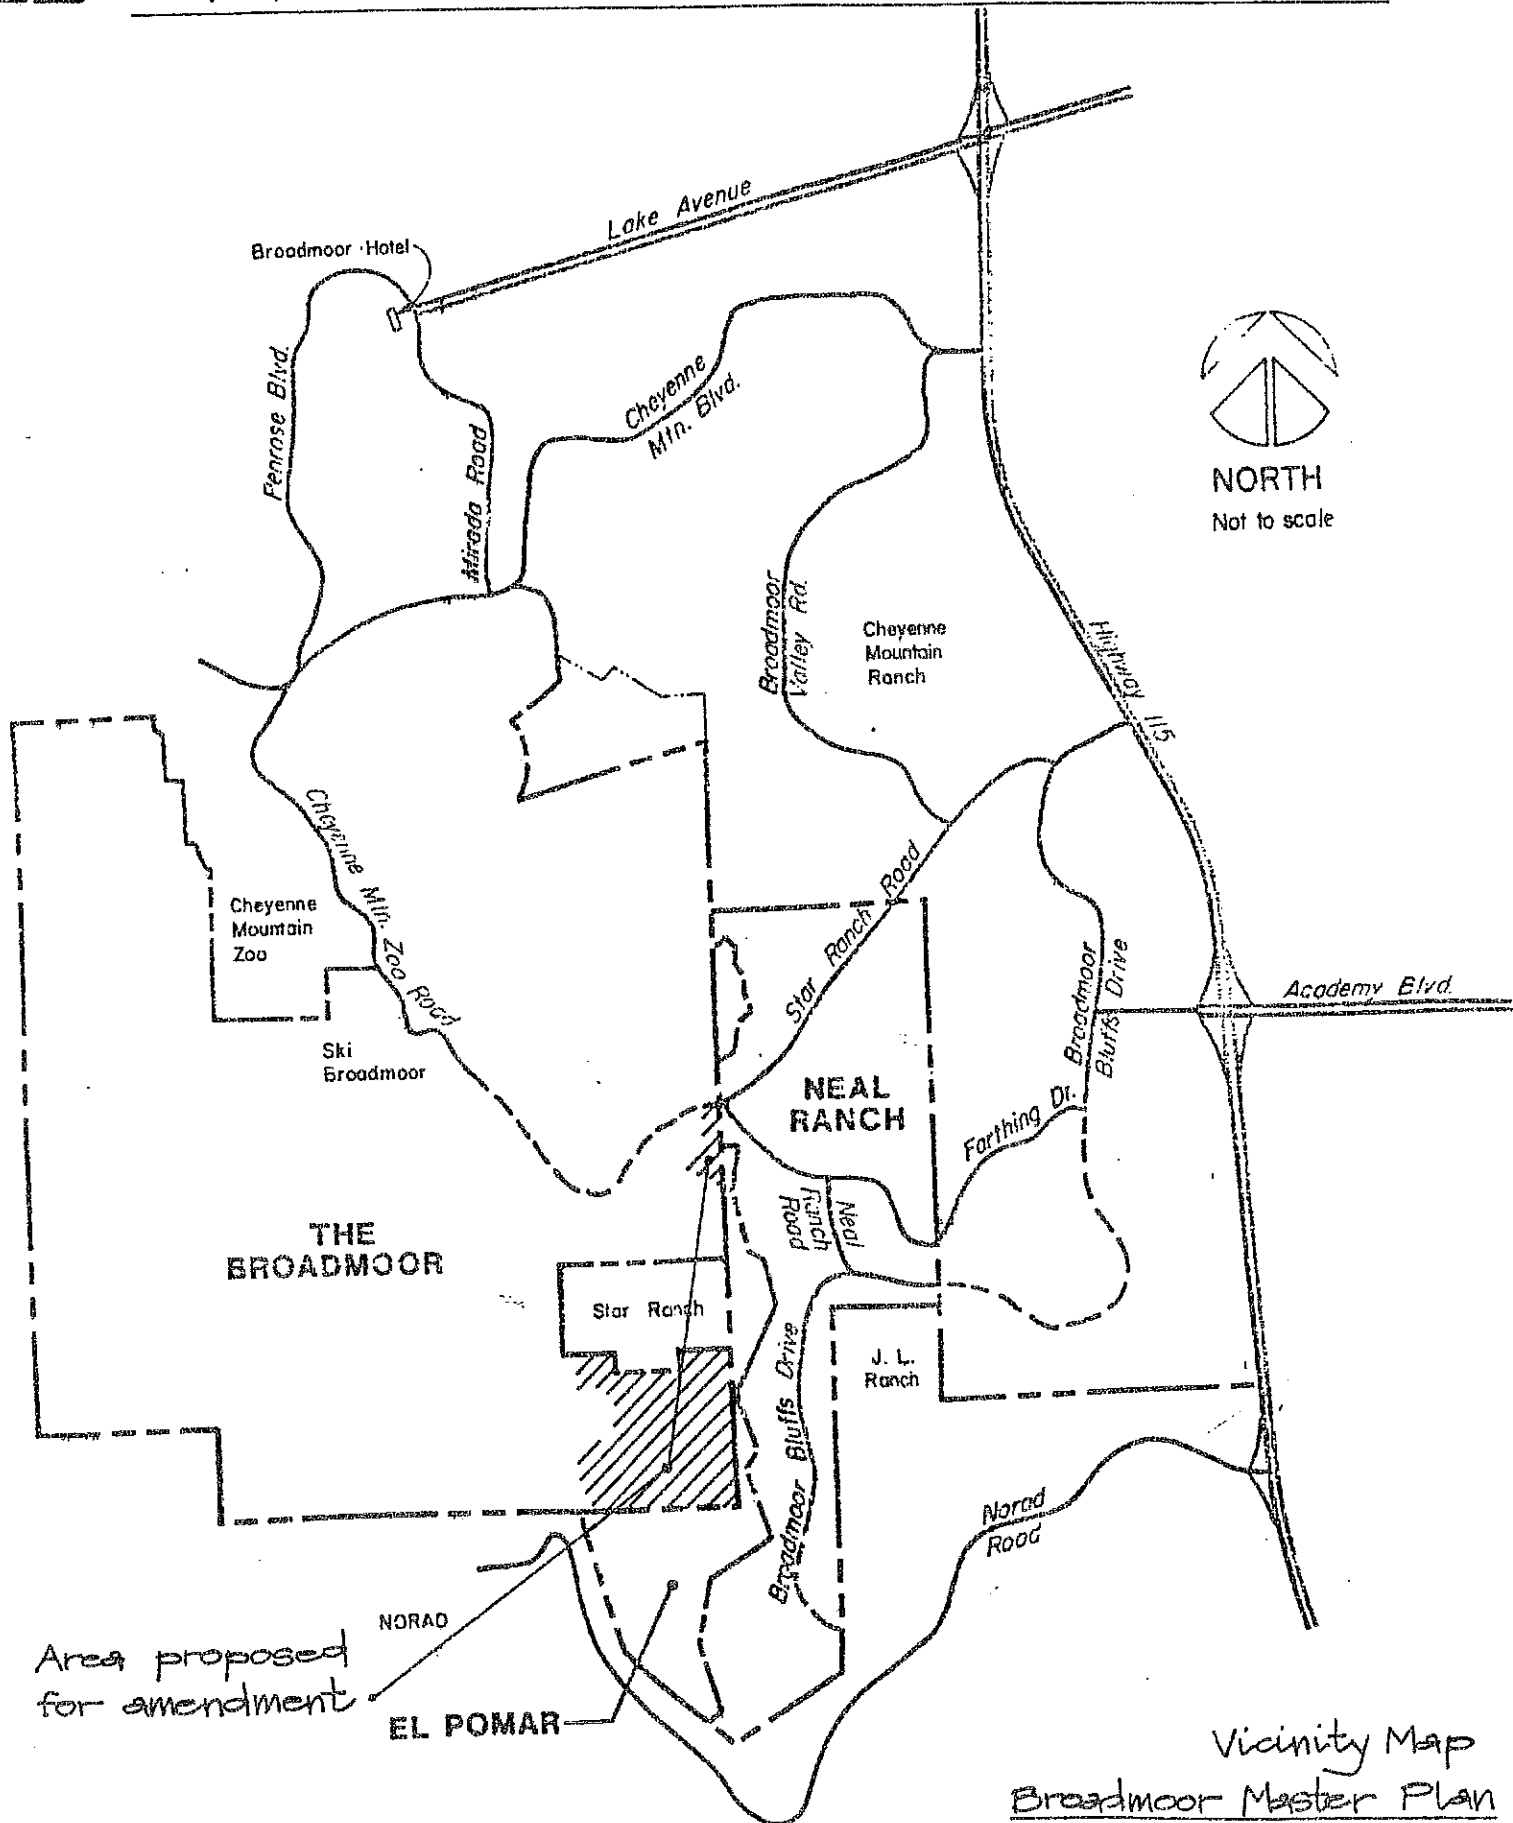 Lake Avenue
Broadmoor Hotel
Penrose Blvd.
Cheyenne
Mtn. Blvd.
Mirada Road
NORTH
Not to scale
Broadmoor
Valley Rd.
Cheyenne
Mountain
Ranch
Highway 115
Cheyenne Mtn. Zoo Road
Cheyenne
Mountain
Zoo
Star Ranch Road
Broadmoor
Bluffs Drive
Academy Blvd.
Ski
Broadmoor
NEAL
RANCH
Farthing Dr.
Neal
Ranch
Road
THE
BROADMOOR
Star Ranch
J. L.
Ranch
Broadmoor Bluffs Drive
Norad
Road
NORAD
Area proposed
for amendment
EL POMAR
Vicinity Map
Broadmoor Master Plan